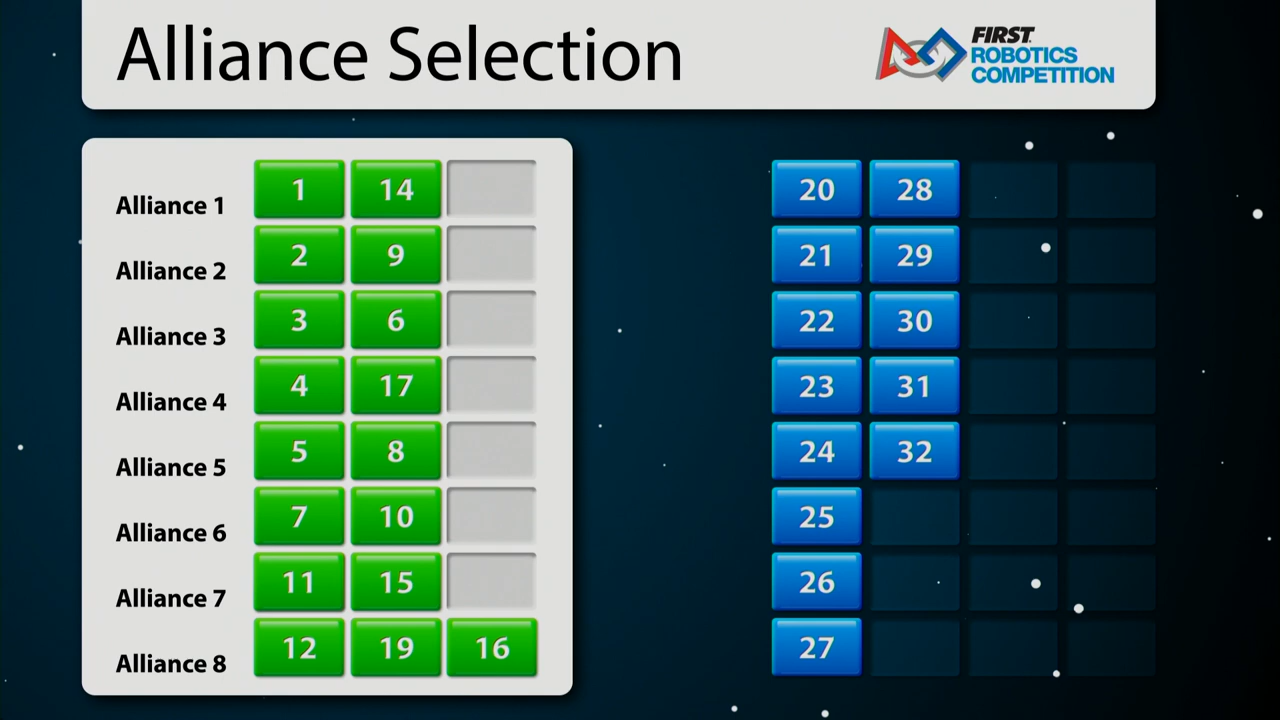 Alliance Selection
FIRST
ROBOTICS
COMPETITION
Alliance 1 1 14
Alliance 2 2 9
Alliance 3 3 6
Alliance 4 4 17
Alliance 5 5 8
Alliance 6 7 10
Alliance 7 11 15
Alliance 8 12 19 16
20 28
21 29
22 30
23 31
24 32
25
26
27